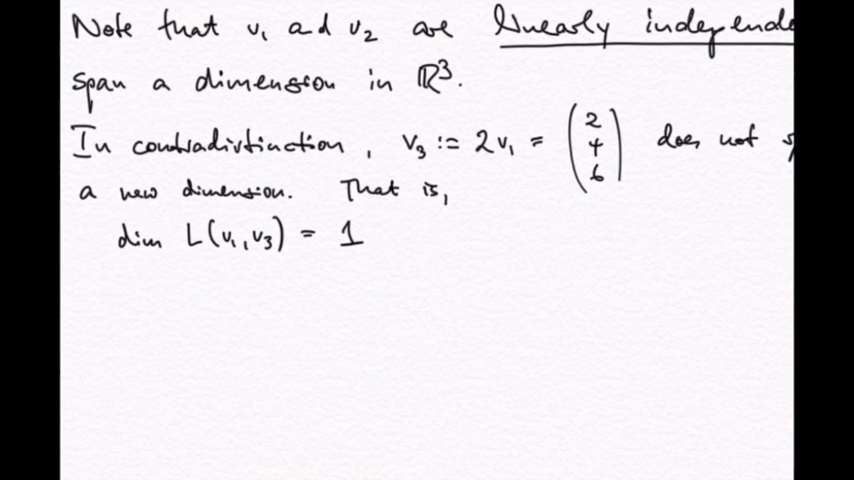 Note that v₁ and v₂ are linearly independe
span a dimension in ℝ³.
In contradistinction, v₃ := 2v₁ = (2 4 6) does not
a new dimension. That is,
dim L(v₁, v₃) = 1